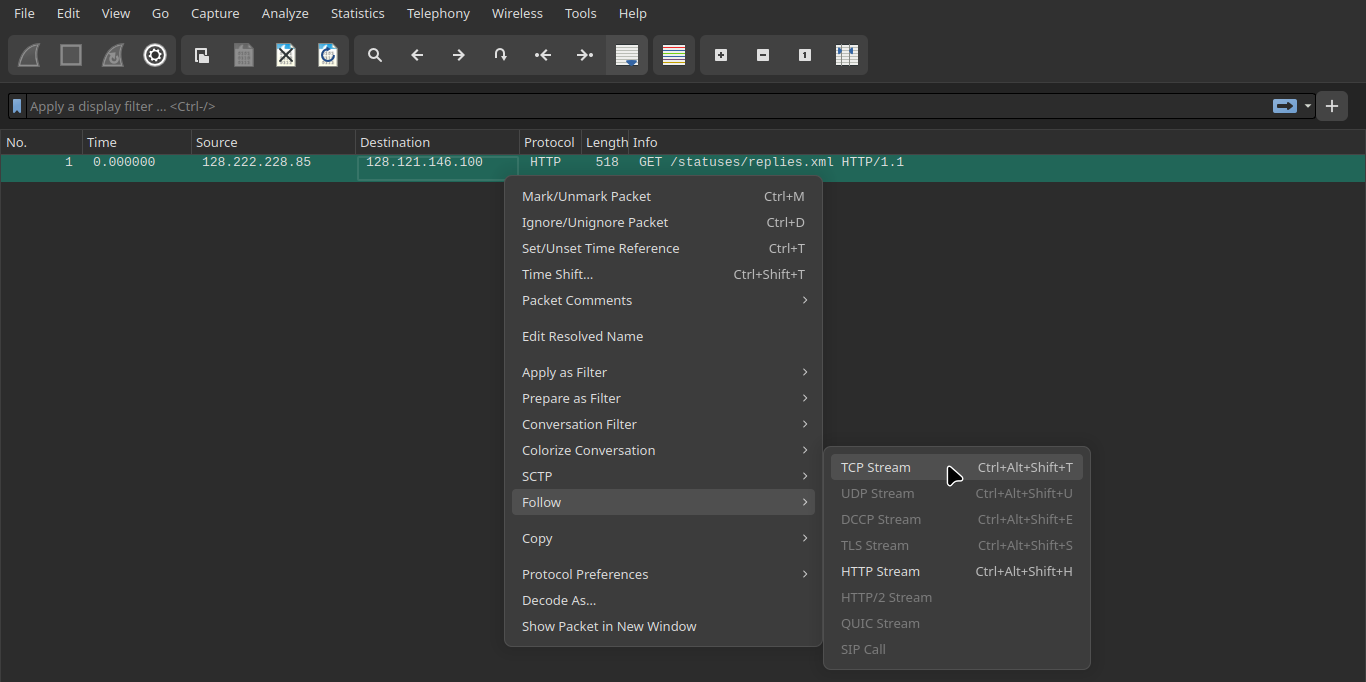 File Edit View Go Capture Analyze Statistics Telephony Wireless Tools Help
Apply a display filter ... <Ctrl-/>
No. Time Source Destination Protocol Length Info
1 0.000000 128.222.228.85 128.121.146.100 HTTP 518 GET /statuses/replies.xml HTTP/1.1
Mark/Unmark Packet Ctrl+M
Ignore/Unignore Packet Ctrl+D
Set/Unset Time Reference Ctrl+T
Time Shift... Ctrl+Shift+T
Packet Comments
Edit Resolved Name
Apply as Filter
Prepare as Filter
Conversation Filter
Colorize Conversation
SCTP
Follow
Copy
Protocol Preferences
Decode As...
Show Packet in New Window
TCP Stream Ctrl+Alt+Shift+T
UDP Stream Ctrl+Alt+Shift+U
DCCP Stream Ctrl+Alt+Shift+E
TLS Stream Ctrl+Alt+Shift+S
HTTP Stream Ctrl+Alt+Shift+H
HTTP/2 Stream
QUIC Stream
SIP Call